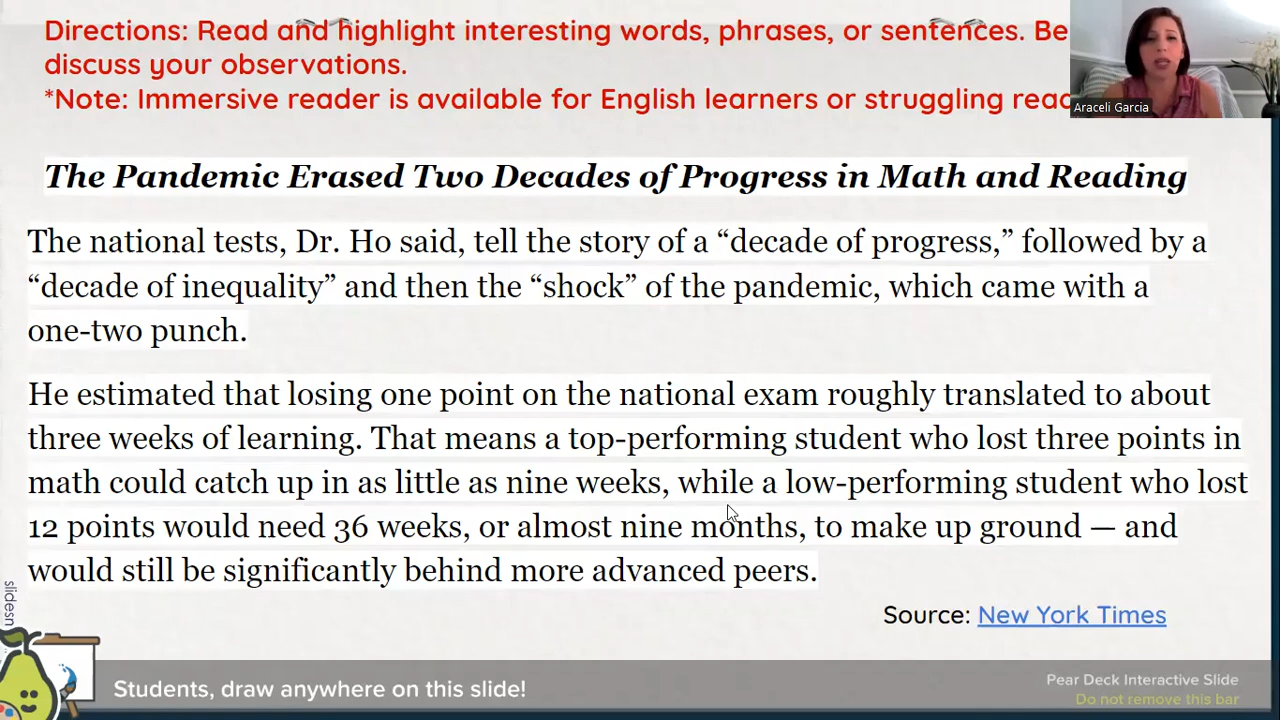 Directions: Read and highlight interesting words, phrases, or sentences. Be
discuss your observations.
*Note: Immersive reader is available for English learners or struggling read
Araceli Garcia
The Pandemic Erased Two Decades of Progress in Math and Reading
The national tests, Dr. Ho said, tell the story of a “decade of progress,” followed by a
“decade of inequality” and then the “shock” of the pandemic, which came with a
one-two punch.
He estimated that losing one point on the national exam roughly translated to about
three weeks of learning. That means a top-performing student who lost three points in
math could catch up in as little as nine weeks, while a low-performing student who lost
12 points would need 36 weeks, or almost nine months, to make up ground — and
would still be significantly behind more advanced peers.
Source: New York Times
slidesn
Students, draw anywhere on this slide!
Pear Deck Interactive Slide
Do not remove this bar